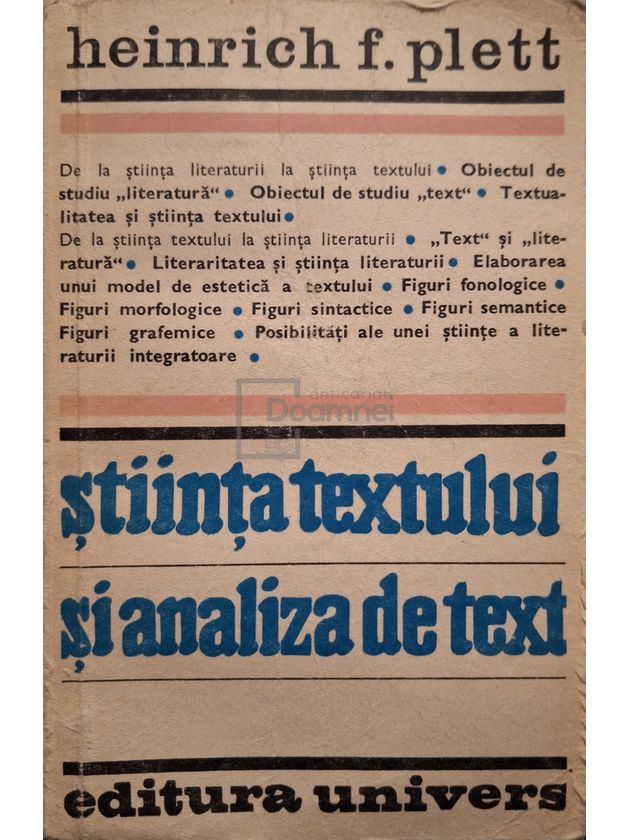 heinrich f. plett
De la știința literaturii la știința textului • Obiectul de
studiu „literatură“ • Obiectul de studiu „text“ • Textua-
litatea și știința textului •
De la știința textului la știința literaturii • „Text“ și „lite-
ratură“ • Literaritatea și știința literaturii • Elaborarea
unui model de estetică a textului • Figuri fonologice •
Figuri morfologice • Figuri sintactice • Figuri semantice
Figuri grafemice • Posibilități ale unei științe a lite-
raturii integratoare •
anticariat
Doamnei
știința textului
și analiza de text
editura univers